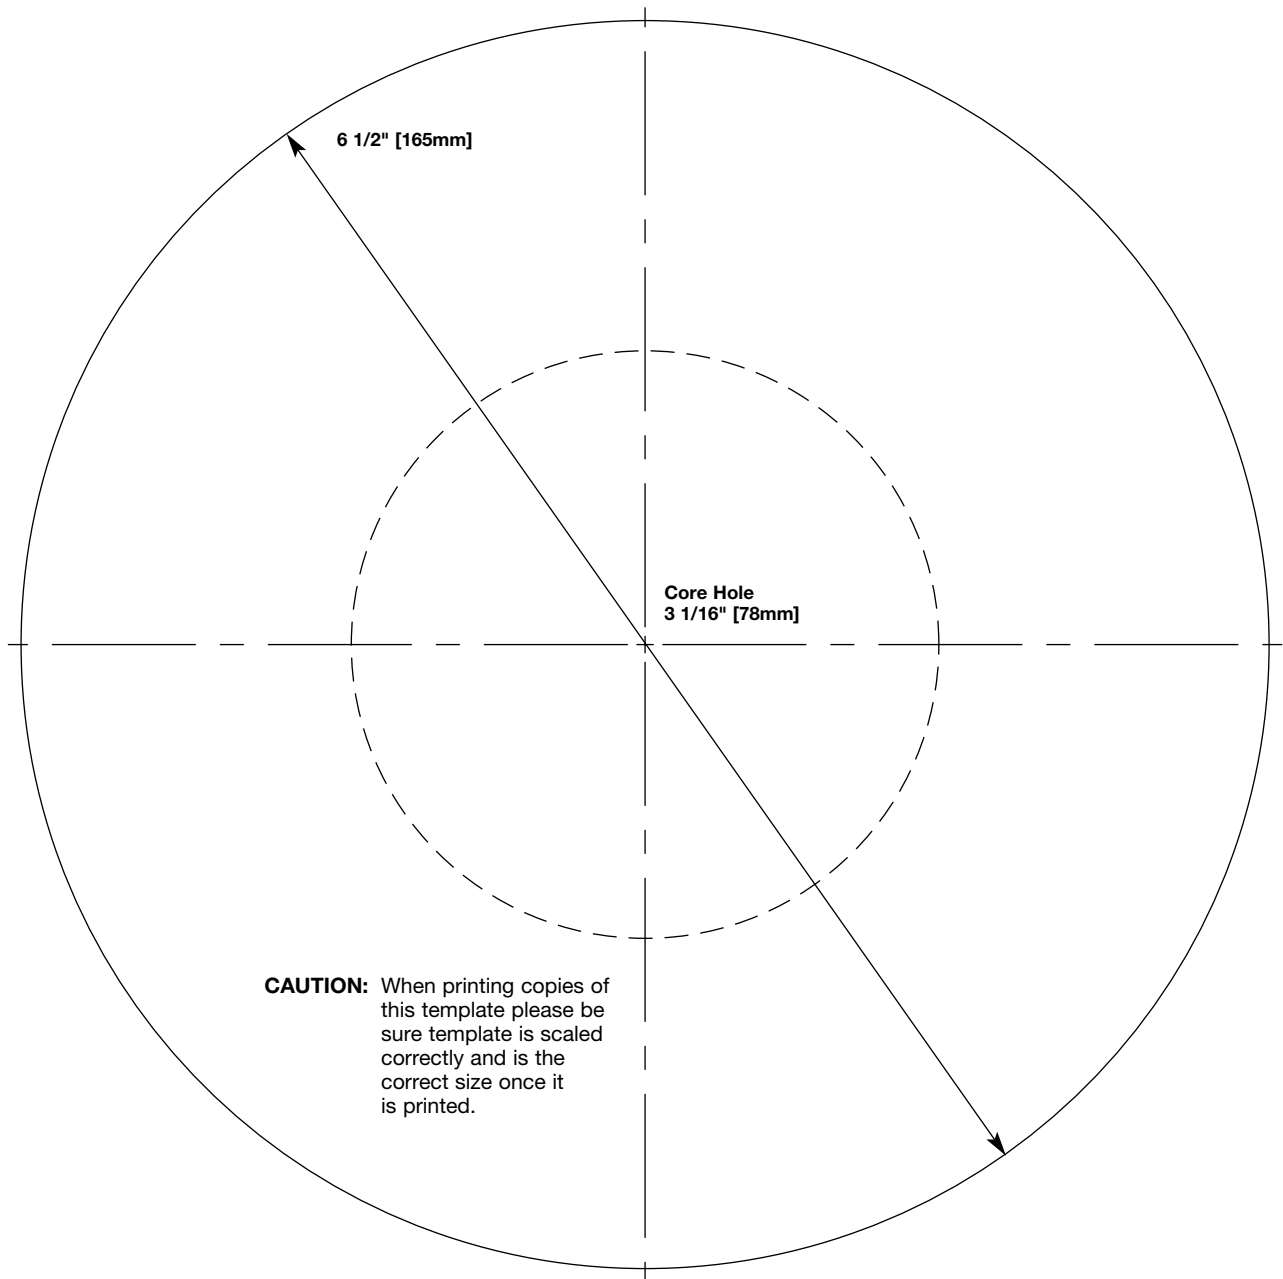 6 1/2" [165mm]
Core Hole
3 1/16" [78mm]
CAUTION: When printing copies of
this template please be
sure template is scaled
correctly and is the
correct size once it
is printed.